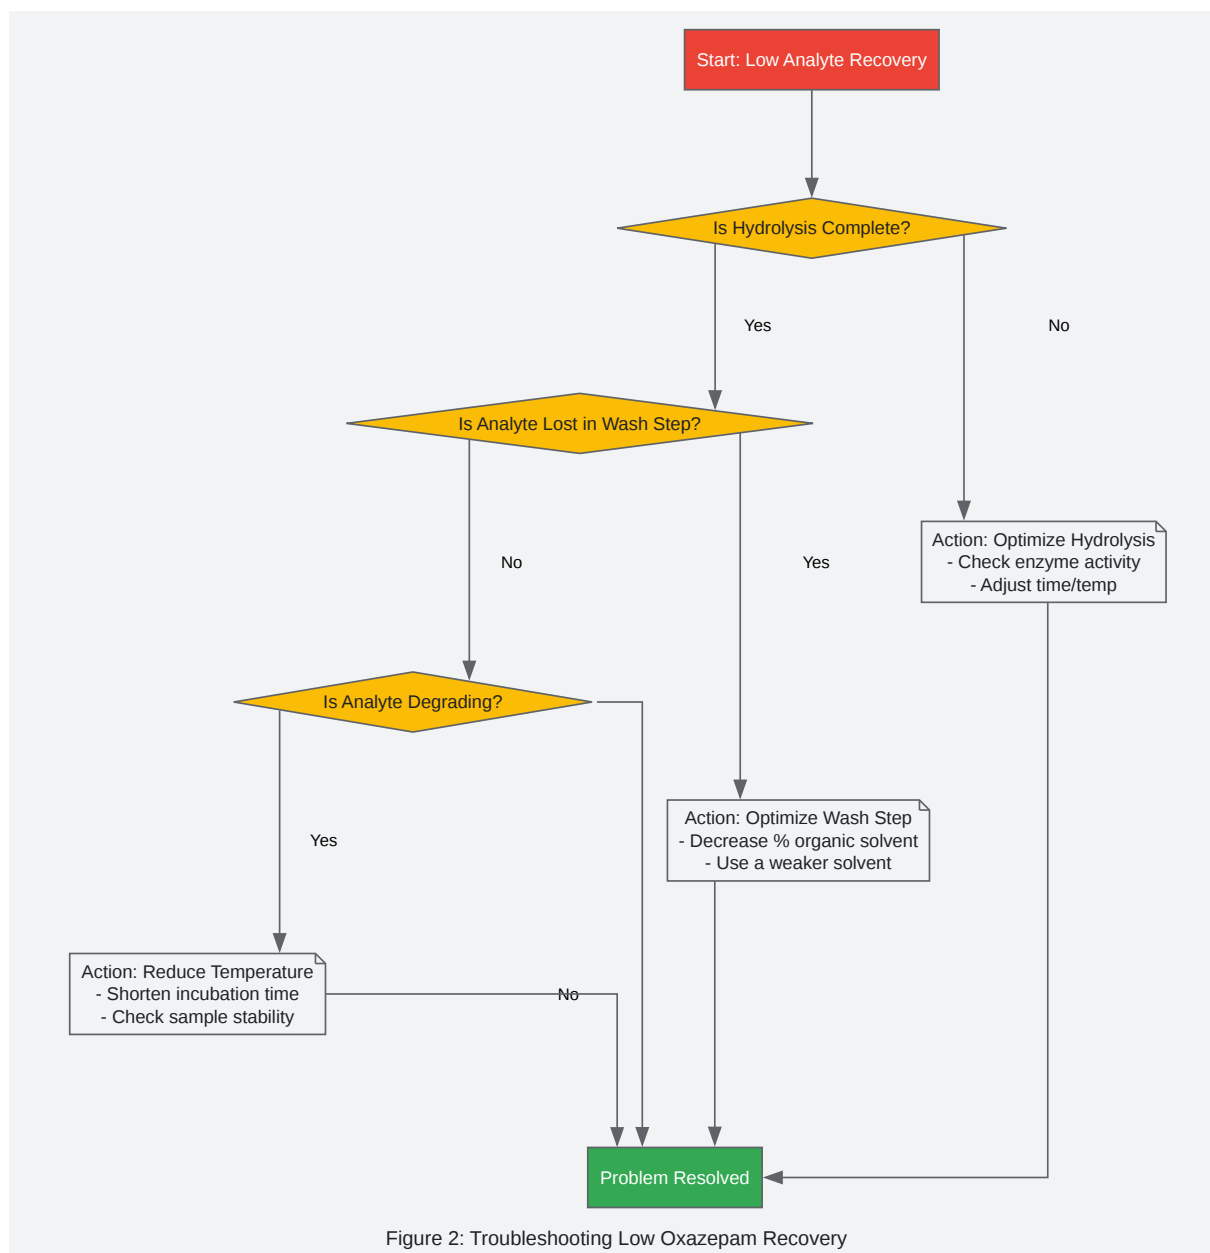 Start: Low Analyte Recovery
Is Hydrolysis Complete?
Yes
No
Is Analyte Lost in Wash Step?
No
Yes
Action: Optimize Hydrolysis
- Check enzyme activity
- Adjust time/temp
Is Analyte Degrading?
Yes
Action: Optimize Wash Step
- Decrease % organic solvent
- Use a weaker solvent
Action: Reduce Temperature
- Shorten incubation time
- Check sample stability
No
Problem Resolved
Figure 2: Troubleshooting Low Oxazepam Recovery